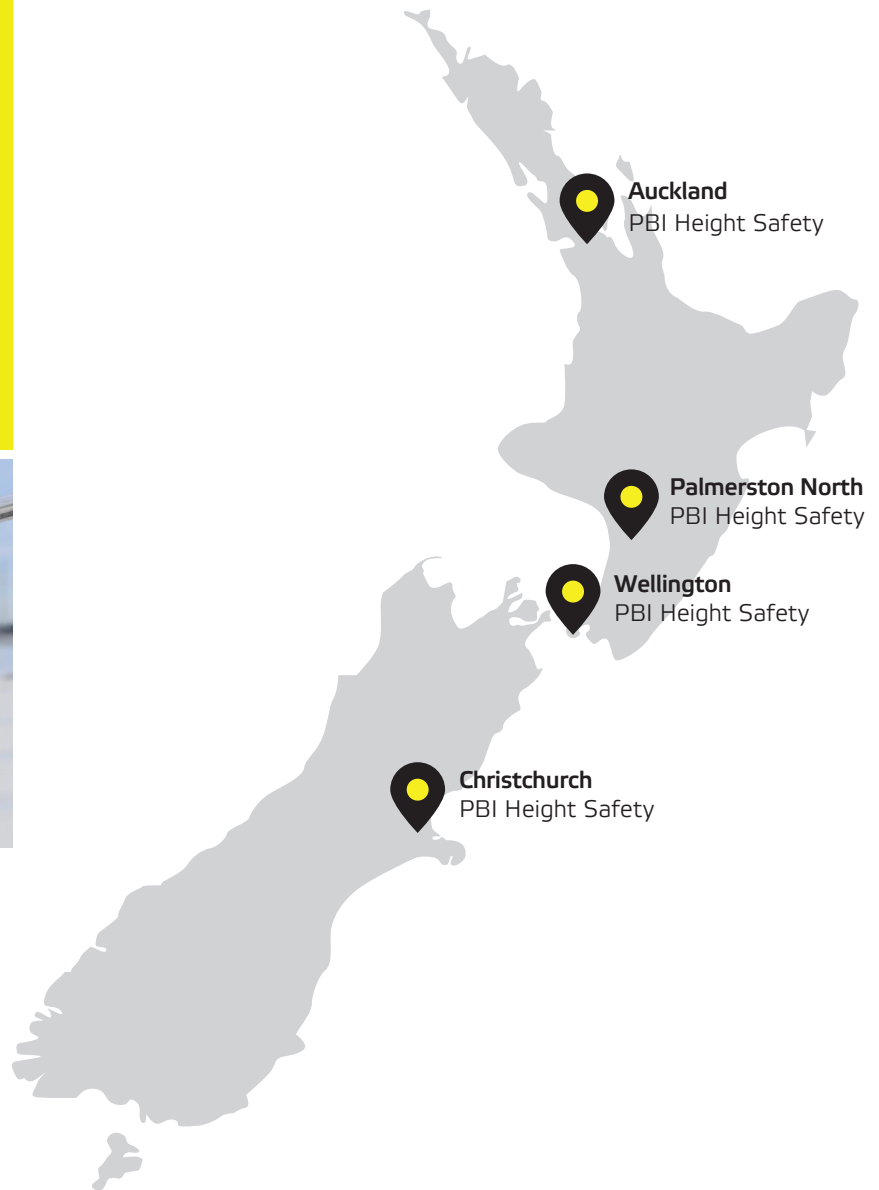 Auckland
PBI Height Safety
Palmerston North
PBI Height Safety
Wellington
PBI Height Safety
Christchurch
PBI Height Safety